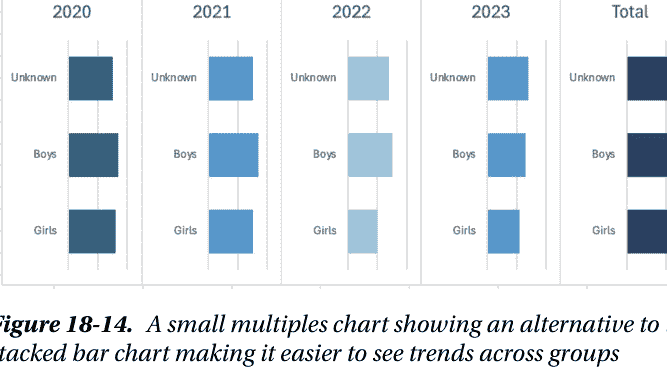 2020 2021 2022 2023 Total
Unknown Unknown Unknown Unknown Unknown
Boys Boys Boys Boys Boys
Girls Girls Girls Girls Girls
Figure 18-14. A small multiples chart showing an alternative to
stacked bar chart making it easier to see trends across groups